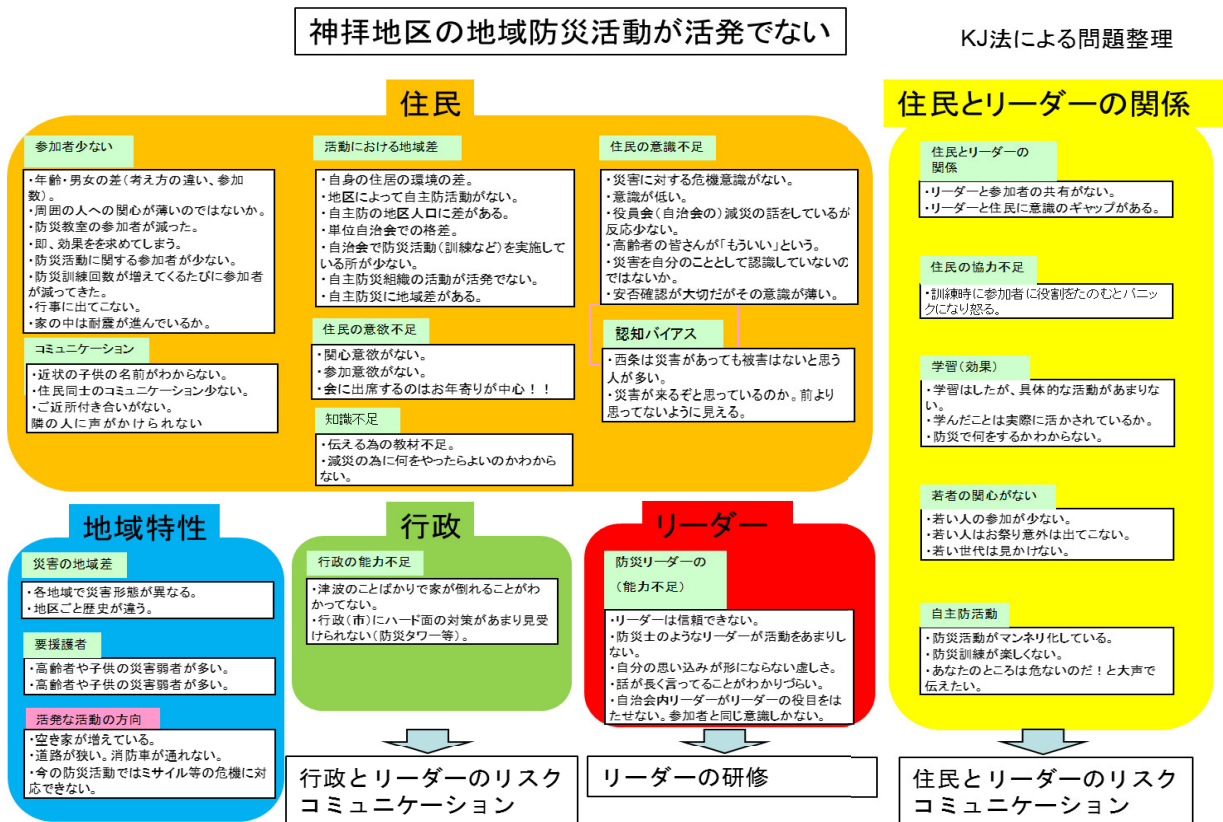 神拝地区の地域防災活動が活発でない
KJ法による問題整理
住民
参加者少ない
・年齢・男女の差(考え方の違い、参加
数)。
・周囲の人への関心が薄いのではないか。
・防災教室の参加者が減った。
・即、効果をを求めてしまう。
・防災活動に関する参加者が少ない。
・防災訓練回数が増えてくるたびに参加者
が減ってきた。
・行事に出てこない。
・家の中は耐震が進んでいるか。
コミュニケーション
・近状の子供の名前がわからない。
・住民同士のコミュニケーション少ない。
・ご近所付き合いがない。
隣の人に声がかけられない
活動における地域差
・自身の住居の環境の差。
・地区によって自主防活動がない。
・自主防の地区人口に差がある。
・単位自治会での格差。
・自治会で防災活動(訓練など)を実施して
いる所が少ない。
・自主防災組織の活動が活発でない。
・自主防災に地域差がある。
住民の意欲不足
・関心意欲がない。
・参加意欲がない。
・会に出席するのはお年寄りが中心!!
知識不足
・伝える為の教材不足。
・減災の為に何をやったらよいのかわから
ない。
住民の意識不足
・災害に対する危機意識がない。
・意識が低い。
・役員会(自治会の)減災の話をしているが
反応少ない。
・高齢者の皆さんが「もういい」という。
・災害を自分のこととして認識していないの
ではないか。
・安否確認が大切だがその意識が薄い。
認知バイアス
・西条は災害があっても被害はないと思う
人が多い。
・災害が来るぞと思っているのか。前より
思ってないように見える。
住民とリーダーの関係
住民とリーダーの
関係
・リーダーと参加者の共有がない。
・リーダーと住民に意識のギャップがある。
住民の協力不足
・訓練時に参加者に役割をたのむとパニッ
クになり怒る。
学習(効果)
・学習はしたが、具体的な活動があまりな
い。
・学んだことは実際に活かされているか。
・防災で何をするかわからない。
若者の関心がない
・若い人の参加が少ない。
・若い人はお祭り意外は出てこない。
・若い世代は見かけない。
自主防活動
・防災活動がマンネリ化している。
・防災訓練が楽しくない。
・あなたのところは危ないのだ!と大声で
伝えたい。
住民とリーダーのリスク
コミュニケーション
地域特性
災害の地域差
・各地域で災害形態が異なる。
・地区ごと歴史が違う。
要援護者
・高齢者や子供の災害弱者が多い。
・高齢者や子供の災害弱者が多い。
活発な活動の方向
・空き家が増えている。
・道路が狭い。消防車が通れない。
・今の防災活動ではミサイル等の危機に対
応できない。
行政
行政の能力不足
・津波のことばかりで家が倒れることがわ
かってない。
・行政(市)にハード面の対策があまり見受
けられない(防災タワー等)。
行政とリーダーのリスク
コミュニケーション
リーダー
防災リーダーの
(能力不足)
・リーダーは信頼できない。
・防災士のようなリーダーが活動をあまりし
ない。
・自分の思い込みが形にならない虚しさ。
・話が長く言ってることがわかりづらい。
・自治会内リーダーがリーダーの役目をは
たせない。参加者と同じ意識しかない。
リーダーの研修